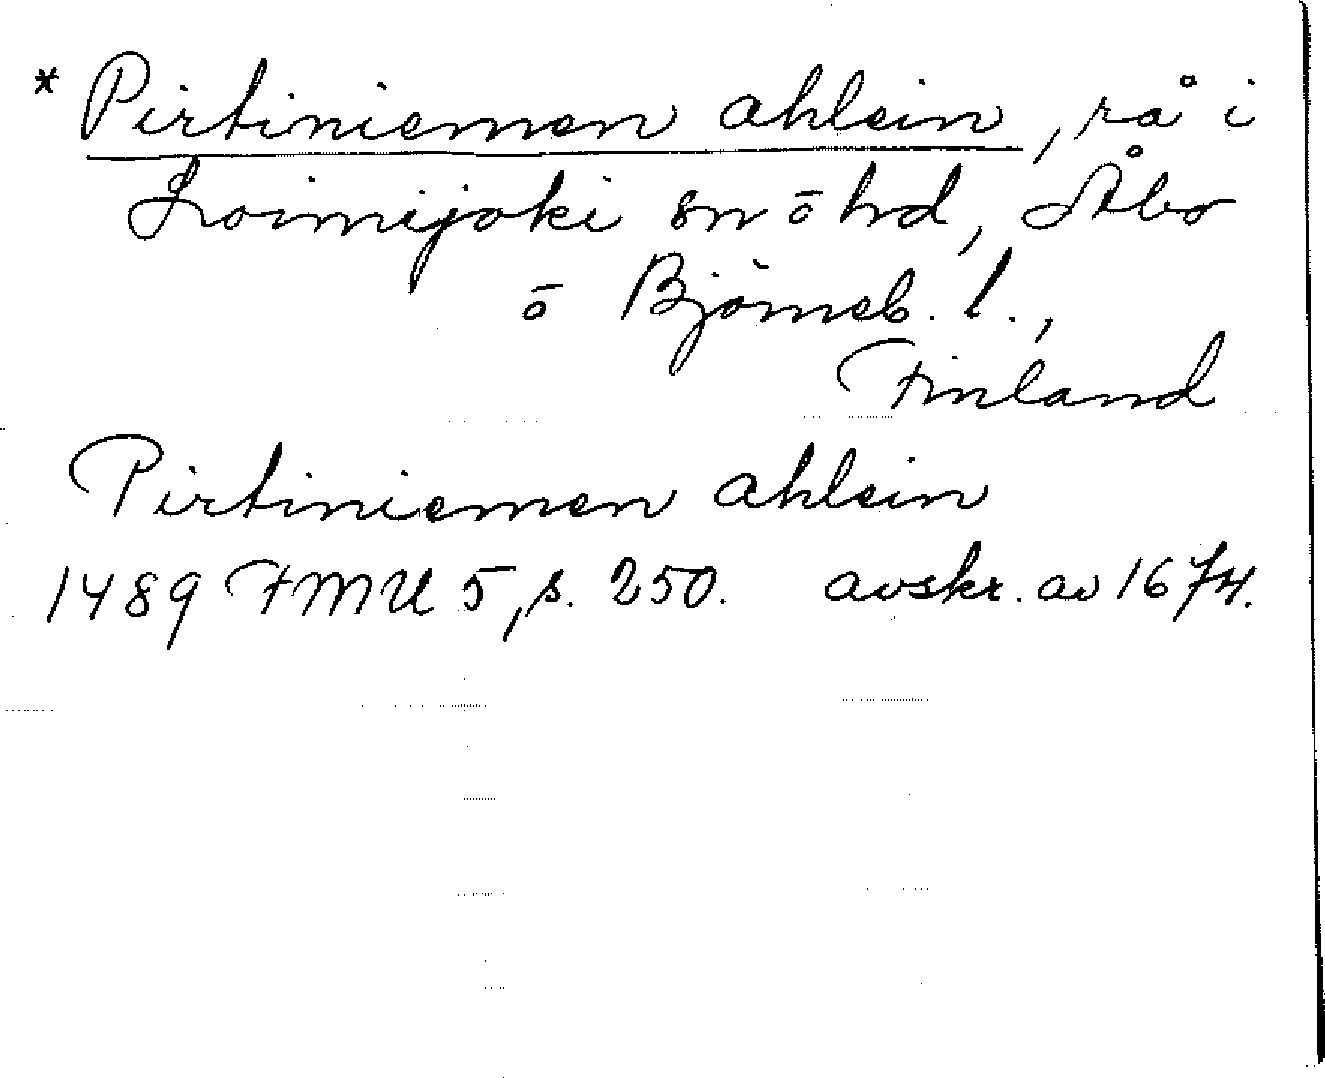 * Pirtiniemen ahlein, rå i
Loimijoki sn o hd, Åbo
o Björneb. l.,
Finland
Pirtiniemen ahlein
1489 FMU 5, s. 250. avskr. av 1674.